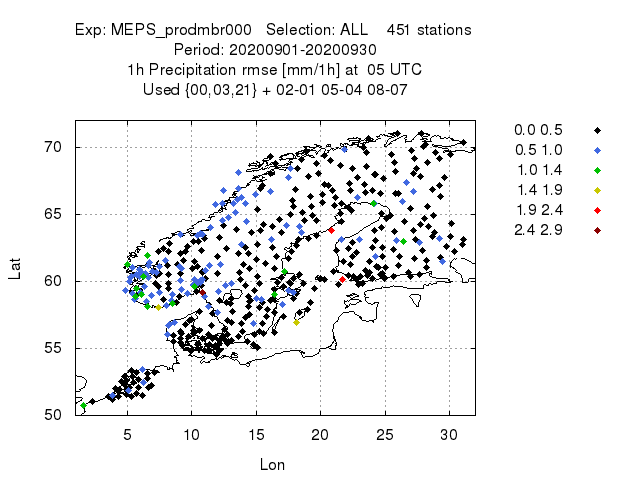 Exp: MEPS_prodmbr000 Selection: ALL 451 stations
Period: 20200901-20200930
1h Precipitation rmse [mm/1h] at 05 UTC
Used {00,03,21} + 02-01 05-04 08-07
0.0 0.5
0.5 1.0
1.0 1.4
1.4 1.9
1.9 2.4
2.4 2.9
70
65
60
55
50
Lat
5 10 15 20 25 30
Lon